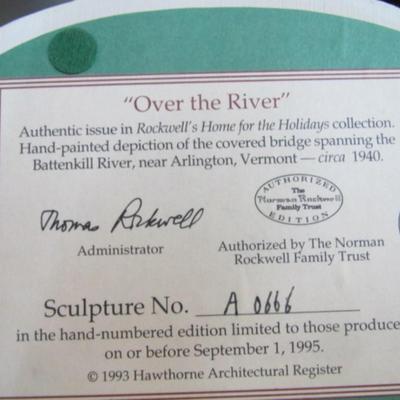 "Over the River"
Authentic issue in Rockwell's Home for the Holidays collection.
Hand-painted depiction of the covered bridge spanning the
Battenkill River, near Arlington, Vermont — circa 1940.
AUTHORIZED
The
Norman Rockwell
Family Trust
EDITION
Thomas Rockwell
Administrator
Authorized by The Norman
Rockwell Family Trust
Sculpture No. A 0666
in the hand-numbered edition limited to those produce
on or before September 1, 1995.
© 1993 Hawthorne Architectural Register